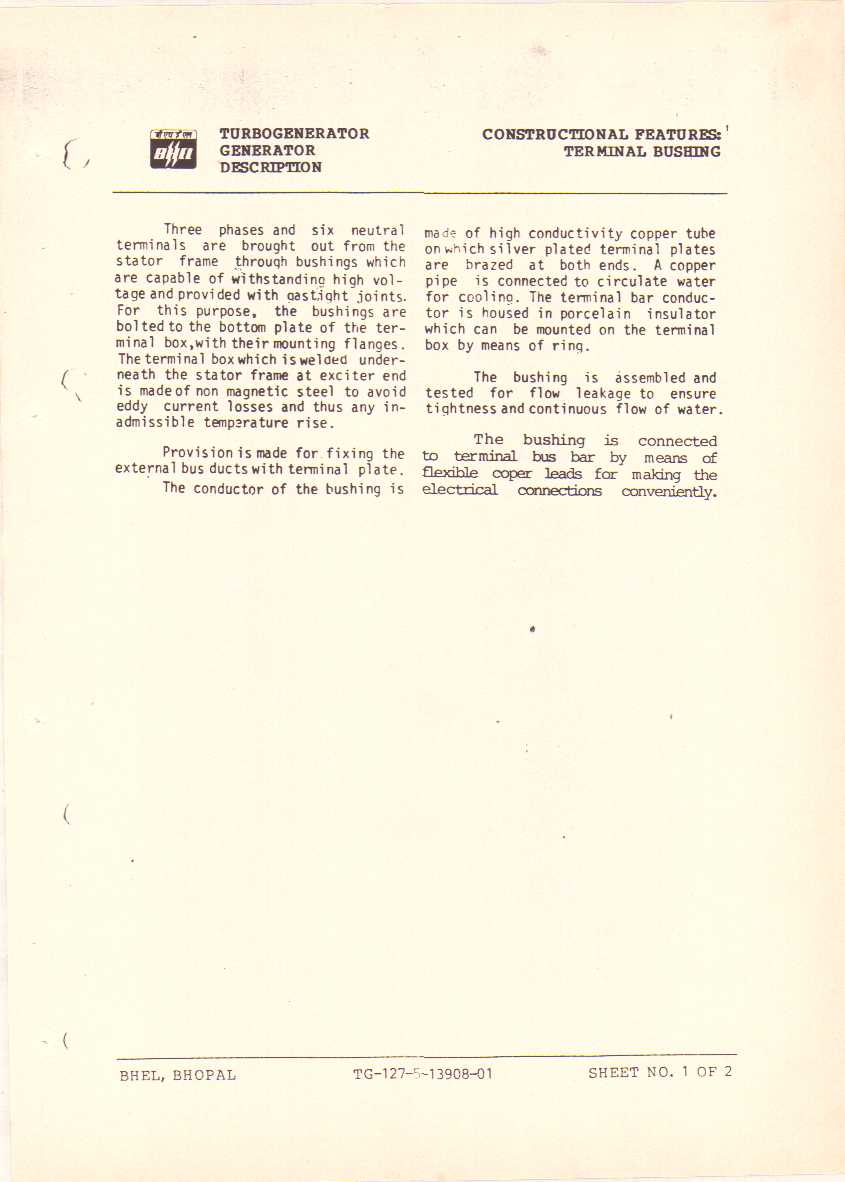 बी एच ई एल
TURBOGENERATOR
GENERATOR
DESCRIPTION
CONSTRUCTIONAL FEATURES:
TERMINAL BUSHING
Three phases and six neutral
terminals are brought out from the
stator frame through bushings which
are capable of withstanding high vol-
tage and provided with gastight joints.
For this purpose, the bushings are
bolted to the bottom plate of the ter-
minal box,with their mounting flanges.
The terminal box which is welded under-
neath the stator frame at exciter end
is made of non magnetic steel to avoid
eddy current losses and thus any in-
admissible temperature rise.
Provision is made for fixing the
external bus ducts with terminal plate.
The conductor of the bushing is
made of high conductivity copper tube
on which silver plated terminal plates
are brazed at both ends. A copper
pipe is connected to circulate water
for cooling. The terminal bar conduc-
tor is housed in porcelain insulator
which can be mounted on the terminal
box by means of ring.
The bushing is assembled and
tested for flow leakage to ensure
tightness and continuous flow of water.
The bushing is connected
to terminal bus bar by means of
flexible coper leads for making the
electrical connections conveniently.
BHEL, BHOPAL
TG-127-5-13908-01
SHEET NO. 1 OF 2